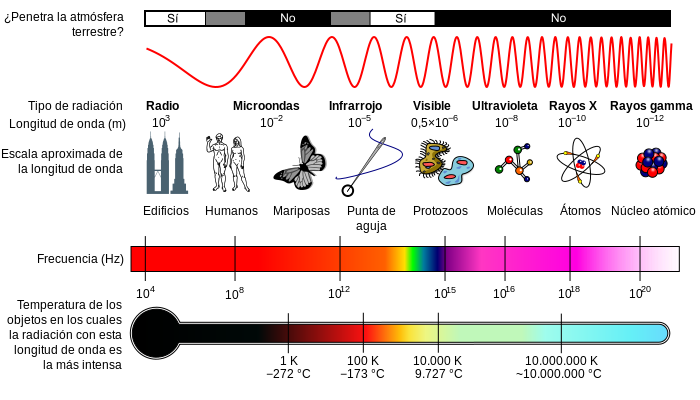 ¿Penetra la atmósfera
terrestre?
Sí No Sí No
Tipo de radiación Radio Microondas Infrarrojo Visible Ultravioleta Rayos X Rayos gamma
Longitud de onda (m) 10³ 10⁻² 10⁻⁵ 0,5×10⁻⁶ 10⁻⁸ 10⁻¹⁰ 10⁻¹²
Escala aproximada de
la longitud de onda
Edificios Humanos Mariposas Punta de Protozoos Moléculas Átomos Núcleo atómico
aguja
Frecuencia (Hz)
10⁴ 10⁸ 10¹² 10¹⁵ 10¹⁶ 10¹⁸ 10²⁰
Temperatura de los
objetos en los cuales
la radiación con esta
longitud de onda es
la más intensa
1 K 100 K 10.000 K 10.000.000 K
−272 °C −173 °C 9.727 °C ~10.000.000 °C